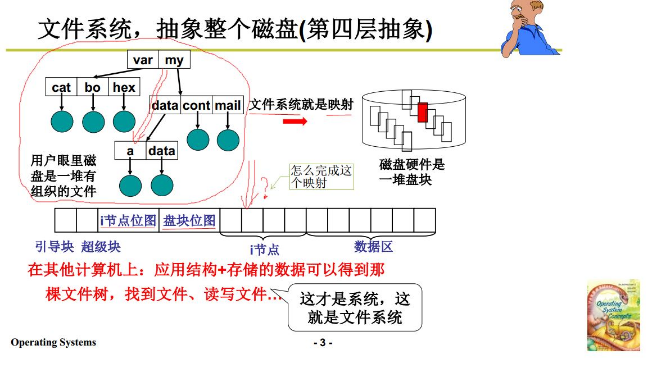 文件系统，抽象整个磁盘(第四层抽象)
var my
cat bo hex
data cont mail
文件系统就是映射
a data
用户眼里磁
盘是一堆有
组织的文件
怎么完成这
个映射
?
磁盘硬件是
一堆盘块
i节点位图 盘块位图
引导块 超级块
i节点
数据区
在其他计算机上：应用结构+存储的数据可以得到那
棵文件树，找到文件、读写文件…
这才是系统，这
就是文件系统
Operating Systems
- 3 -
Operating
System
Concepts